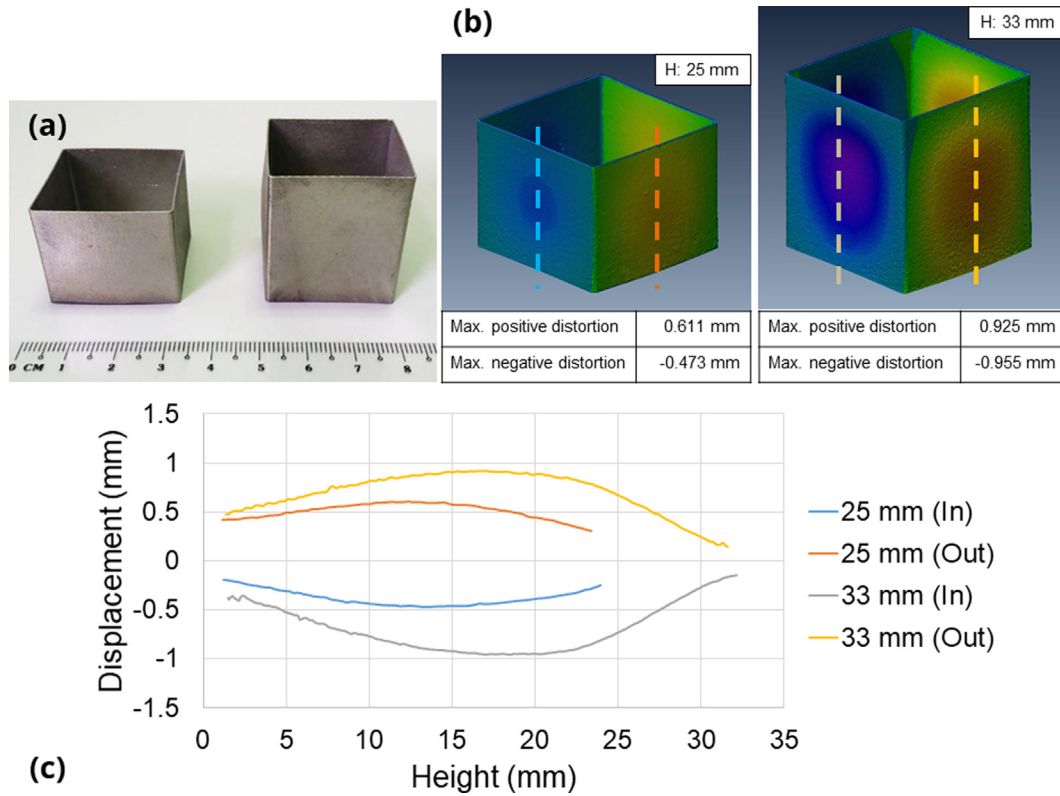 (a)
0 CM 1 2 3 4 5 6 7 8
(b)
H: 25 mm
Max. positive distortion 0.611 mm
Max. negative distortion -0.473 mm
H: 33 mm
Max. positive distortion 0.925 mm
Max. negative distortion -0.955 mm
1.5
1
0.5
0
-0.5
-1
-1.5
Displacement (mm)
0 5 10 15 20 25 30 35
Height (mm)
25 mm (In)
25 mm (Out)
33 mm (In)
33 mm (Out)
(c)